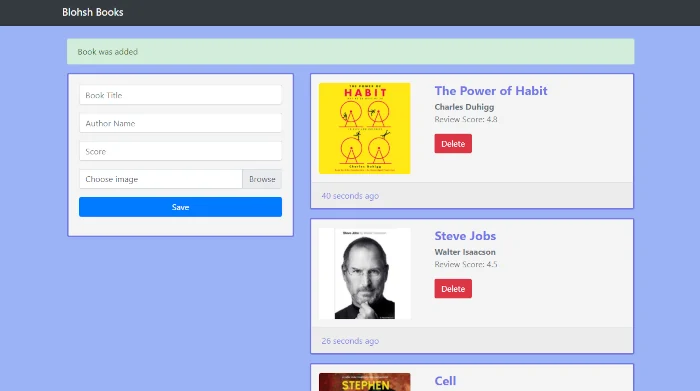 Blohsh Books
Book was added
Book Title
Author Name
Score
Choose image
Browse
Save
THE POWER OF
HABIT
Charles Duhigg
The Power of Habit
Charles Duhigg
Review Score: 4.8
Delete
40 seconds ago
Steve Jobs
Steve Jobs
Walter Isaacson
Review Score: 4.5
Delete
26 seconds ago
STEPHEN
Cell